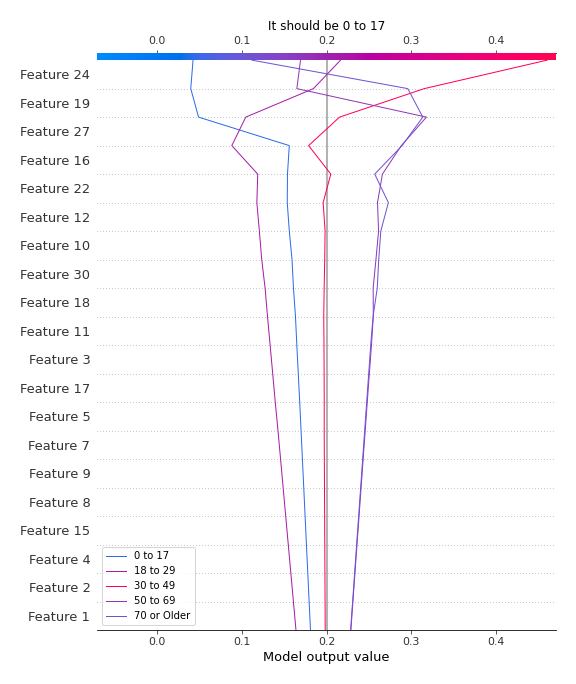 It should be 0 to 17
0.0 0.1 0.2 0.3 0.4
Feature 24
Feature 19
Feature 27
Feature 16
Feature 22
Feature 12
Feature 10
Feature 30
Feature 18
Feature 11
Feature 3
Feature 17
Feature 5
Feature 7
Feature 9
Feature 8
Feature 15
Feature 4
Feature 2
Feature 1
0 to 17
18 to 29
30 to 49
50 to 69
70 or Older
0.0 0.1 0.2 0.3 0.4
Model output value